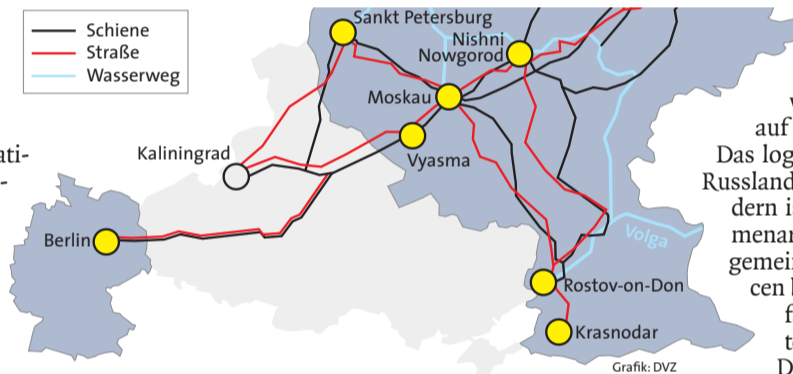 Schiene
Straße
Wasserweg
Sankt Petersburg
Nishni
Nowgorod
Moskau
Vyasma
Kaliningrad
Berlin
Volga
Rostov-on-Don
Krasnodar
Grafik: DVZ
ati-
-
auf
Das log
Russland
dern i
menar
gemei
cen
f
t
D